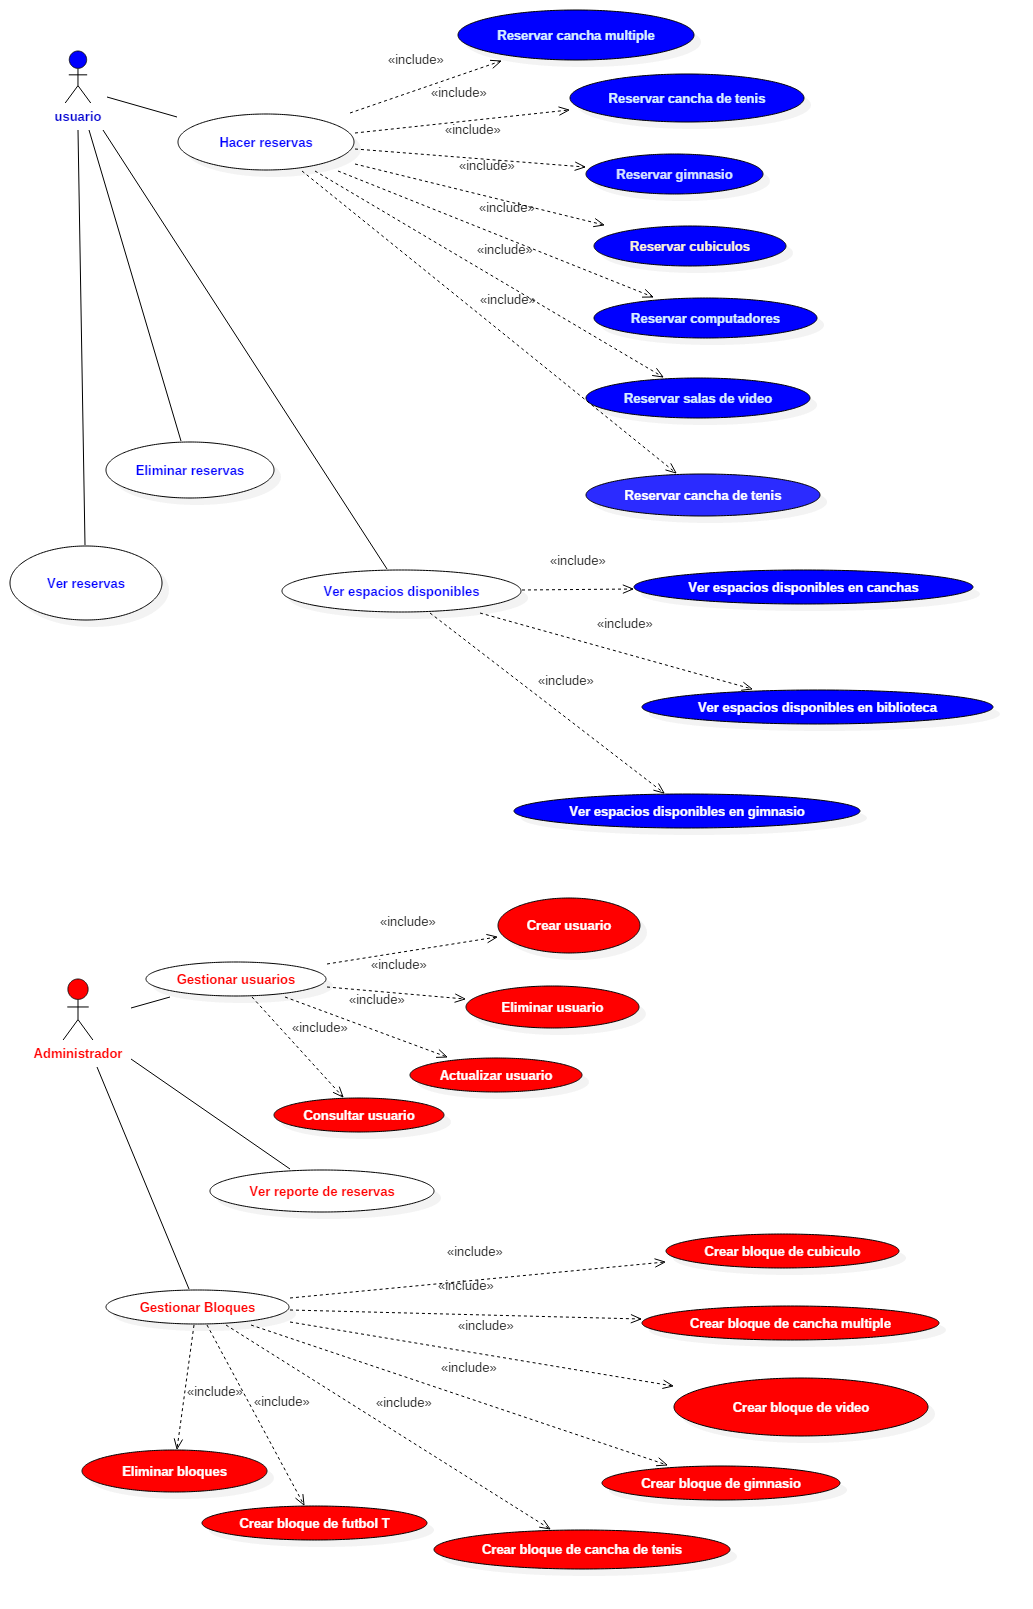 Reservar cancha multiple
«include»
usuario
«include»
Reservar cancha de tenis
Hacer reservas
«include»
«include»
Reservar gimnasio
«include»
Reservar cubiculos
«include»
«include»
Reservar computadores
Reservar salas de video
Eliminar reservas
Reservar cancha de tenis
Ver reservas
«include»
Ver espacios disponibles
Ver espacios disponibles en canchas
«include»
«include»
Ver espacios disponibles en biblioteca
Ver espacios disponibles en gimnasio
«include»
Crear usuario
«include»
Gestionar usuarios
«include»
Eliminar usuario
«include»
Administrador
Actualizar usuario
Consultar usuario
Ver reporte de reservas
«include»
Crear bloque de cubiculo
«include»
Gestionar Bloques
«include»
Crear bloque de cancha multiple
«include»
«include»
«include»
«include»
Crear bloque de video
Eliminar bloques
Crear bloque de gimnasio
Crear bloque de futbol T
Crear bloque de cancha de tenis